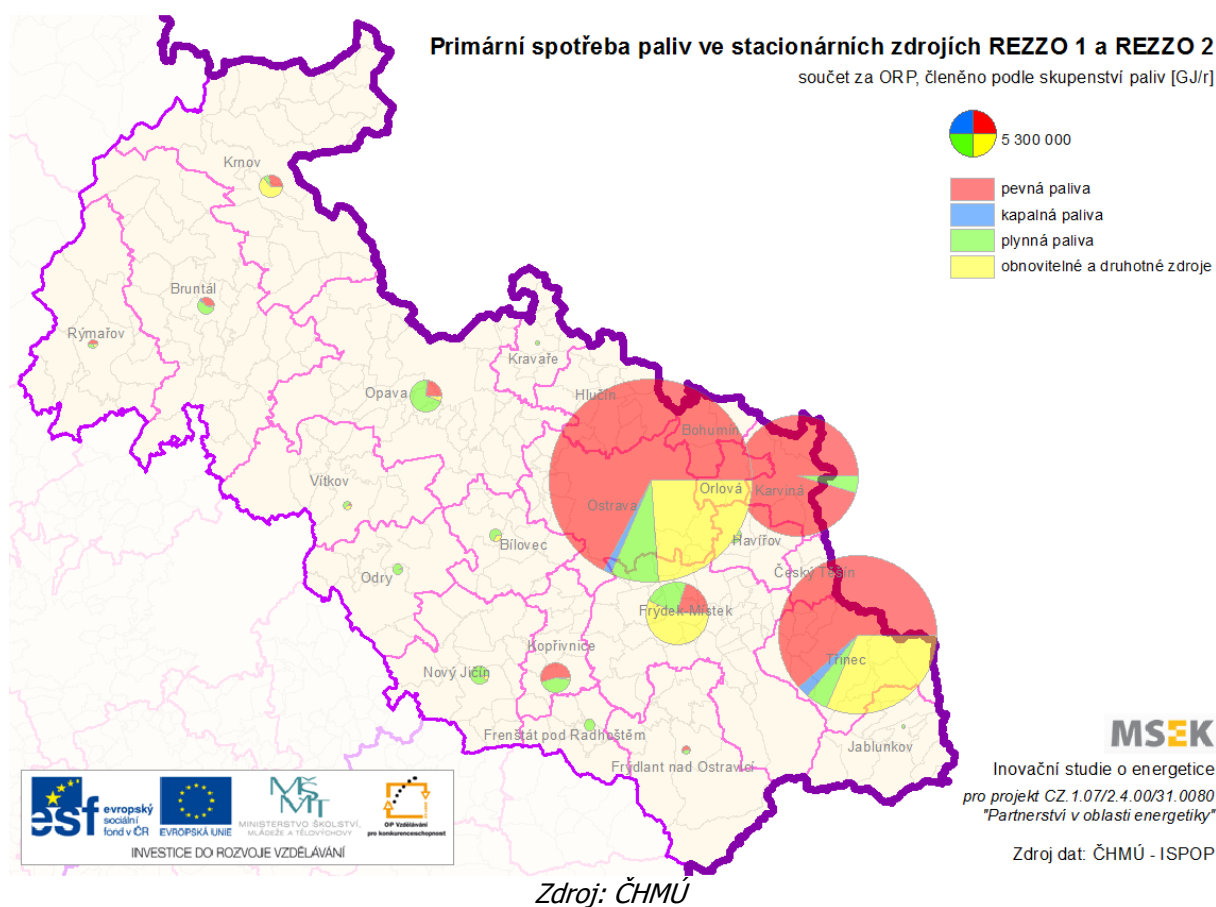 Primární spotřeba paliv ve stacionárních zdrojích REZZO 1 a REZZO 2
součet za ORP, členěno podle skupenství paliv [GJ/r]
5 300 000
pevná paliva
kapalná paliva
plynná paliva
obnovitelné a druhotné zdroje
Krnov
Bruntál
Rýmařov
Kravaře
Opava
Hlučín
Bohumín
Vítkov
Ostrava
Orlová
Karviná
Bílovec
Havířov
Odry
Český Těšín
Frýdek-Místek
Kopřivnice
Třinec
Nový Jičín
Frenštát pod Radhoštěm
Jablunkov
Frýdlant nad Ostravicí
MSEK
Inovační studie o energetice
pro projekt CZ.1.07/2.4.00/31.0080
"Partnerství v oblasti energetiky"
Zdroj dat: ČHMÚ - ISPOP
esf
evropský
sociální
fond v ČR
EVROPSKÁ UNIE
MŠMT
MINISTERSTVO ŠKOLSTVÍ,
MLÁDEŽE A TĚLOVÝCHOVY
OP Vzdělávání
pro konkurenceschopnost
INVESTICE DO ROZVOJE VZDĚLÁVÁNÍ
Zdroj: ČHMÚ